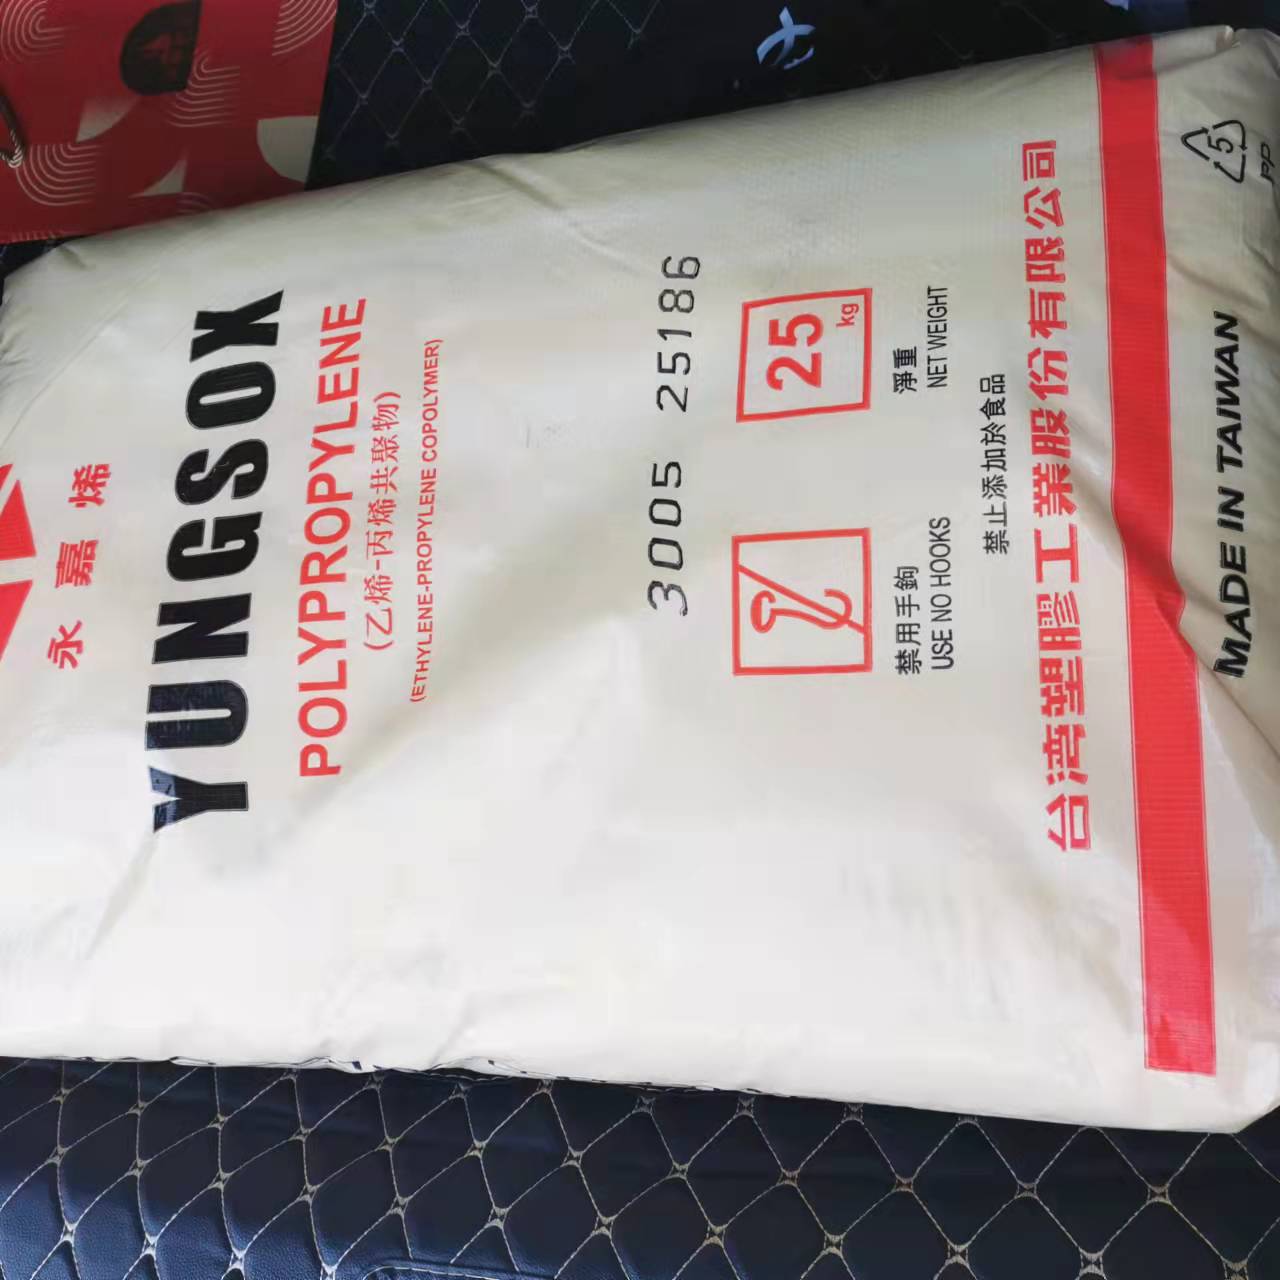 永嘉烯
YUNGSOX
POLYPROPYLENE
(乙烯-丙烯共聚物)
(ETHYLENE-PROPYLENE COPOLYMER)
3005 25186
25
kg
禁用手鉤
USE NO HOOKS
淨重
NET WEIGHT
禁止添加於食品
台湾塑膠工業股份有限公司
MADE IN TAIWAN
5
PP